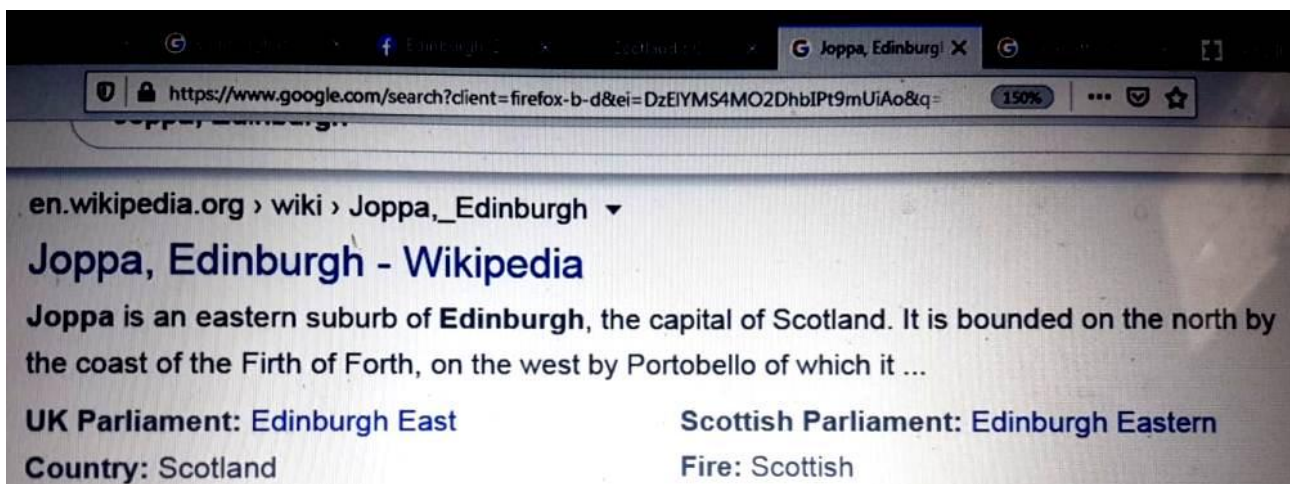 Joppa, Edinburgl
https://www.google.com/search?client=firefox-b-d&ei=DzEIYMS4MO2DhbIPt9mUiAo&q= 150%
Joppa, Edinburgh
en.wikipedia.org › wiki › Joppa,_Edinburgh
Joppa, Edinburgh - Wikipedia
Joppa is an eastern suburb of Edinburgh, the capital of Scotland. It is bounded on the north by
the coast of the Firth of Forth, on the west by Portobello of which it ...
UK Parliament: Edinburgh East Scottish Parliament: Edinburgh Eastern
Country: Scotland Fire: Scottish